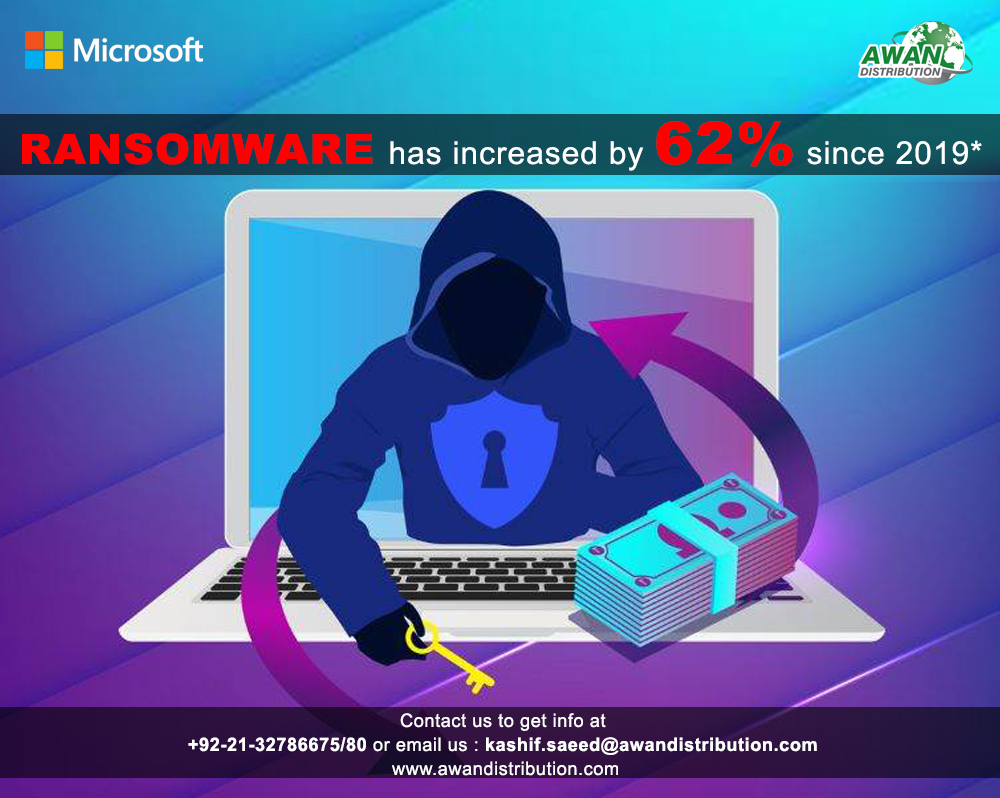 Microsoft
AWAN
DISTRIBUTION
RANSOMWARE has increased by 62% since 2019*
Contact us to get info at
+92-21-32786675/80 or email us : kashif.saeed@awandistribution.com
www.awandistribution.com